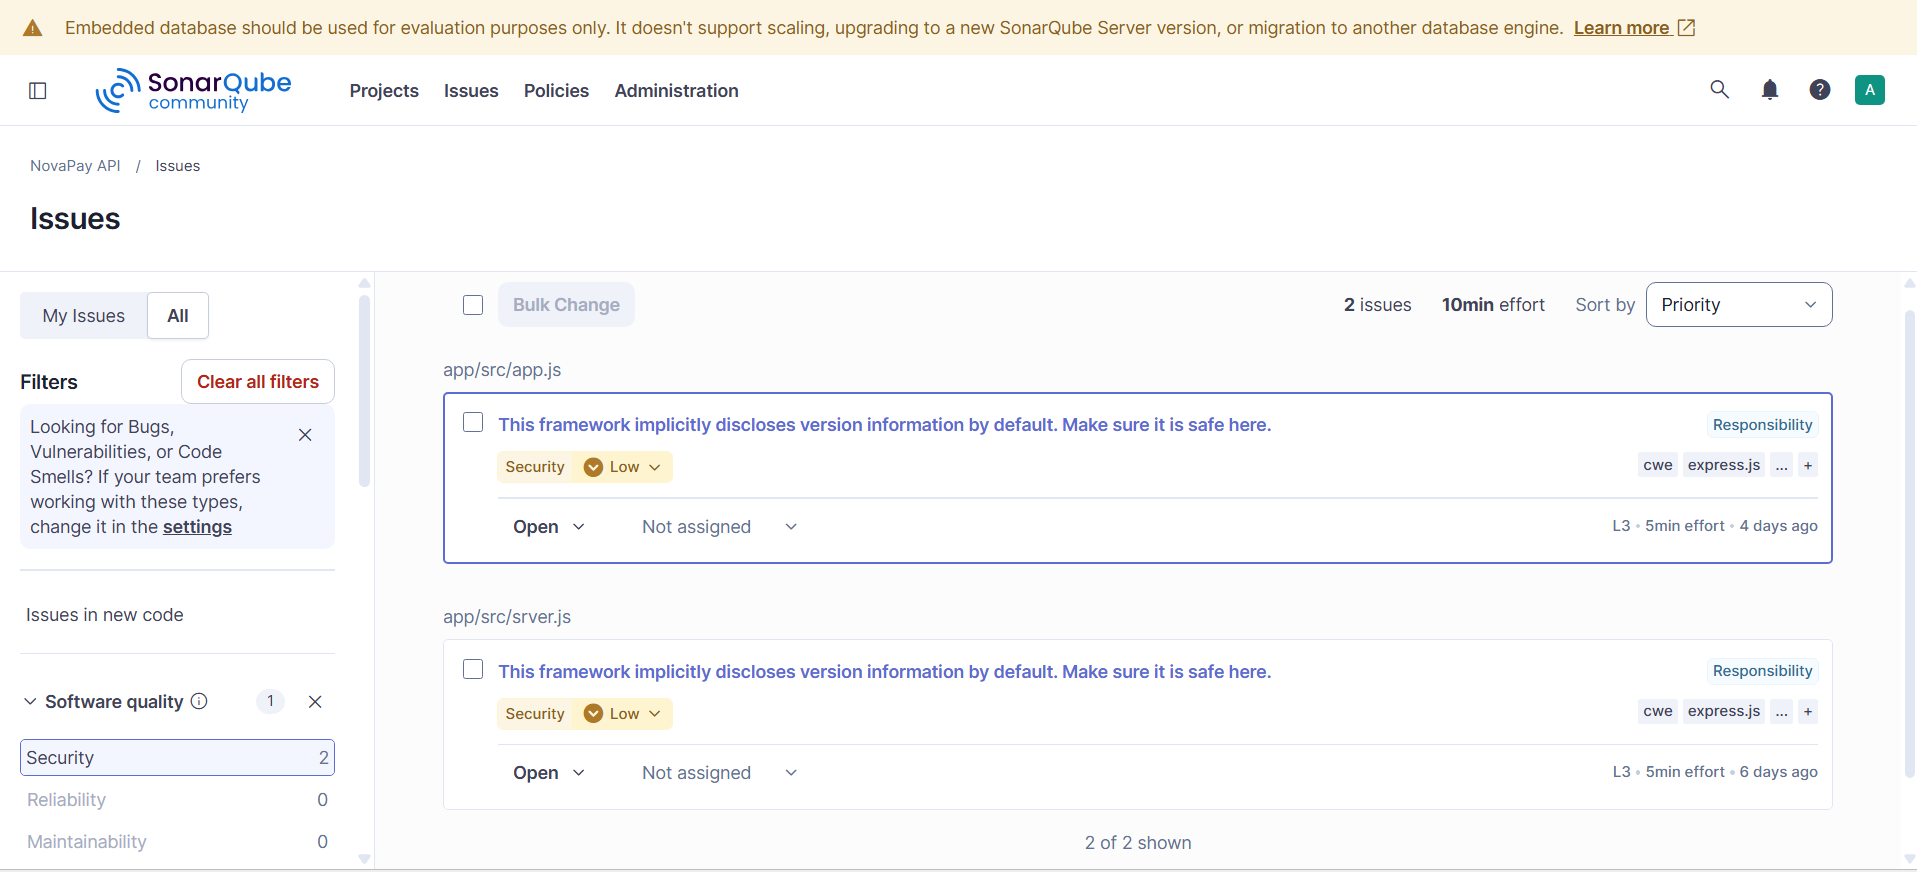 Embedded database should be used for evaluation purposes only. It doesn't support scaling, upgrading to a new SonarQube Server version, or migration to another database engine. Learn more
SonarQube community
Projects Issues Policies Administration
? A
NovaPay API / Issues
Issues
My Issues All
Filters Clear all filters
Looking for Bugs,
Vulnerabilities, or Code
Smells? If your team prefers
working with these types,
change it in the settings
Issues in new code
Software quality 1
Security 2
Reliability 0
Maintainability 0
Bulk Change 2 issues 10min effort Sort by Priority
app/src/app.js
This framework implicitly discloses version information by default. Make sure it is safe here. Responsibility
Security Low cwe express.js ... +
Open Not assigned L3 • 5min effort • 4 days ago
app/src/srver.js
This framework implicitly discloses version information by default. Make sure it is safe here. Responsibility
Security Low cwe express.js ... +
Open Not assigned L3 • 5min effort • 6 days ago
2 of 2 shown